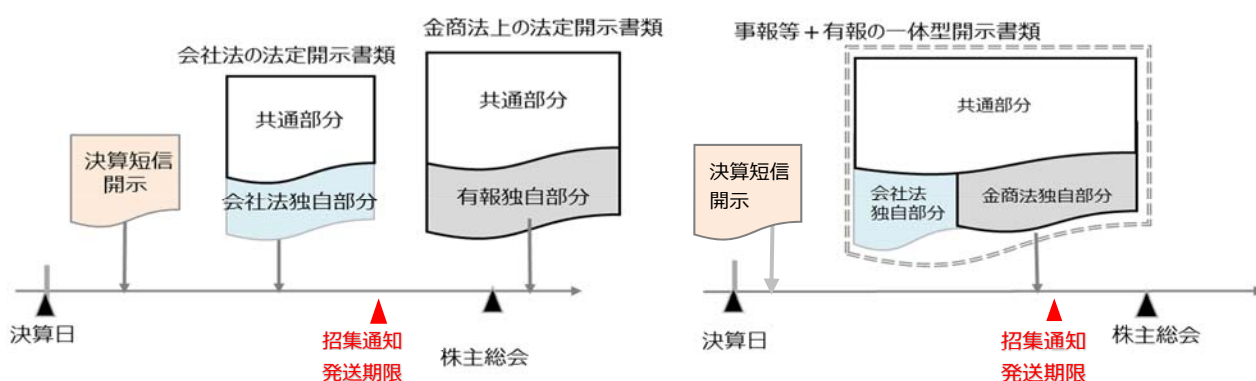 金商法上の法定開示書類
会社法の法定開示書類
共通部分
共通部分
決算短信
開示
会社法独自部分
有報独自部分
決算日
招集通知
発送期限
株主総会
事報等＋有報の一体型開示書類
共通部分
決算短信
開示
会社法
独自部分
金商法独自部分
決算日
招集通知
発送期限
株主総会